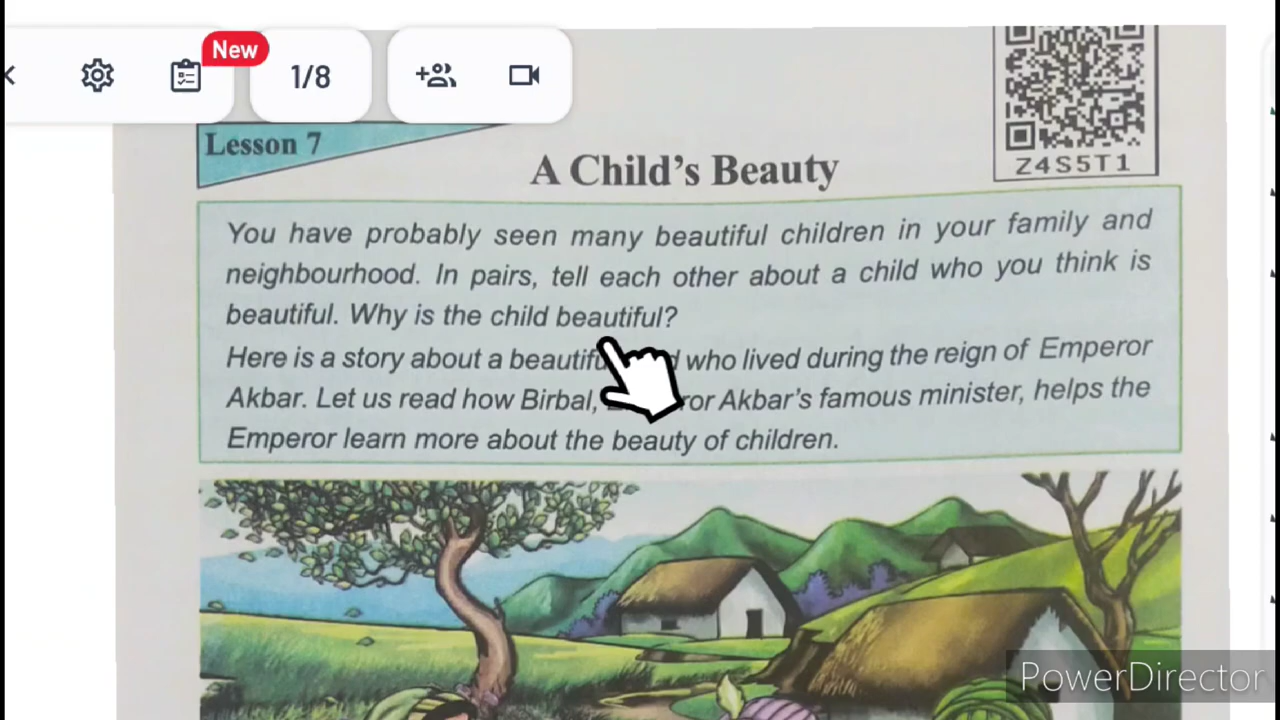 New
1/8
Lesson 7
Z4S5T1
A Child's Beauty
You have probably seen many beautiful children in your family and
neighbourhood. In pairs, tell each other about a child who you think is
beautiful. Why is the child beautiful?
Here is a story about a who lived during the reign of Emperor
Akbar. Let us read how Birbal, Akbar's famous minister, helps the
Emperor learn more about the beauty of children.
PowerDirector